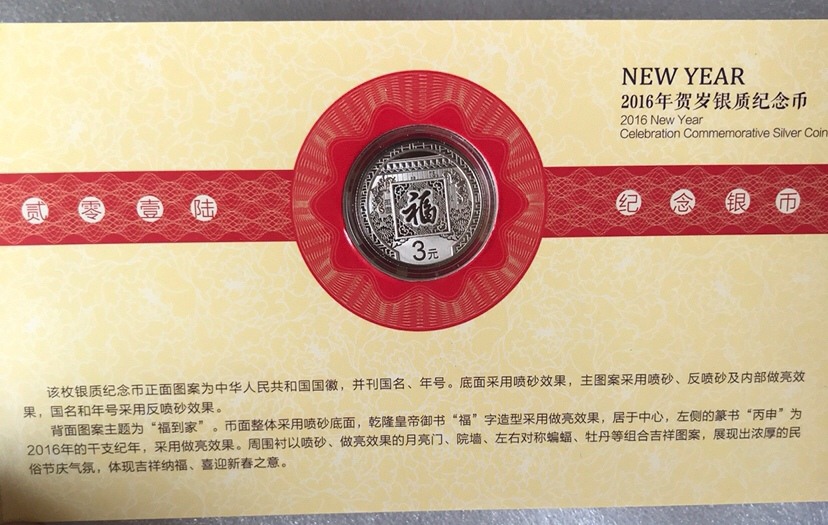 NEW YEAR
2016年贺岁银质纪念币
2016 New Year
Celebration Commemorative Silver Coin
贰零壹陆
纪念银币
福
3元
该枚银质纪念币正面图案为中华人民共和国国徽，并刊国名、年号。底面采用喷砂效果，主图案采用喷砂、反喷砂及内部做亮效
果，国名和年号采用反喷砂效果。
背面图案主题为“福到家”。币面整体采用喷砂底面，乾隆皇帝御书“福”字造型采用做亮效果，居于中心，左侧的篆书“丙申”为
2016年的干支纪年，采用做亮效果。周围衬以喷砂、做亮效果的月亮门、院墙、左右对称蝙蝠、牡丹等组合吉祥图案，展现出浓厚的民
俗节庆气氛，体现吉祥纳福、喜迎新春之意。